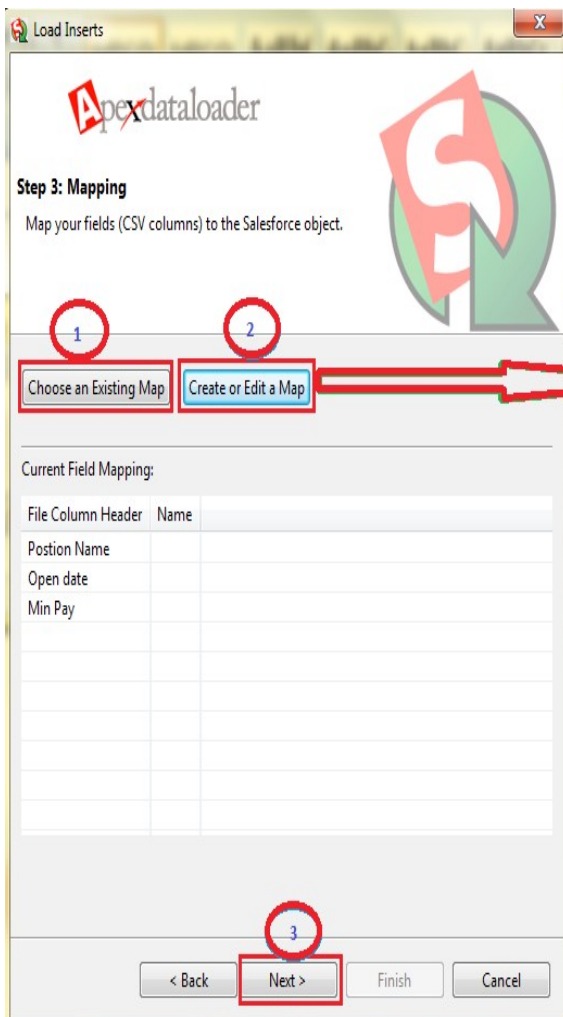 Load Inserts
X
Apexdataloader
Step 3: Mapping
Map your fields (CSV columns) to the Salesforce object.
1
2
Choose an Existing Map Create or Edit a Map
Current Field Mapping:
File Column Header Name
Postion Name
Open date
Min Pay
3
< Back Next > Finish Cancel